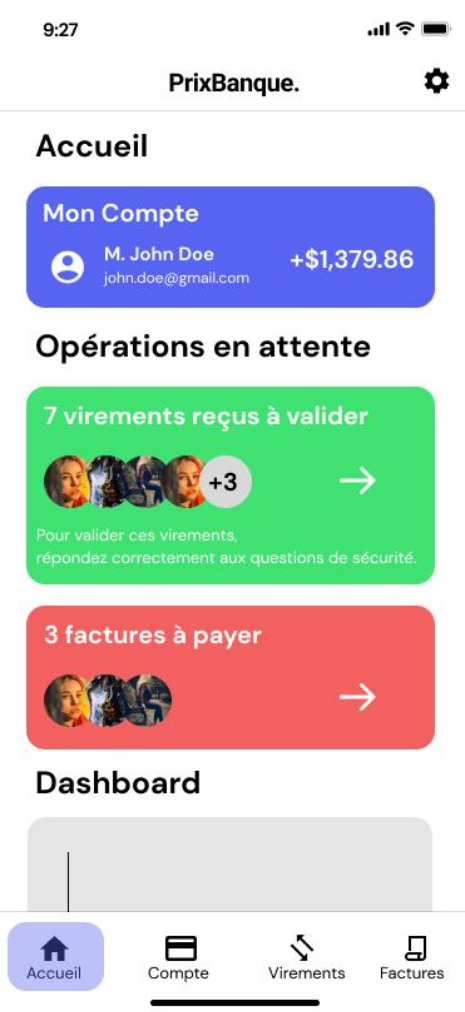 9:27
PrixBanque.
Accueil
Mon Compte
M. John Doe
+$1,379.86
john.doe@gmail.com
Opérations en attente
7 virements reçus à valider
+3
Pour valider ces virements,
répondez correctement aux questions de sécurité.
3 factures à payer
Dashboard
Accueil
Compte
Virements
Factures